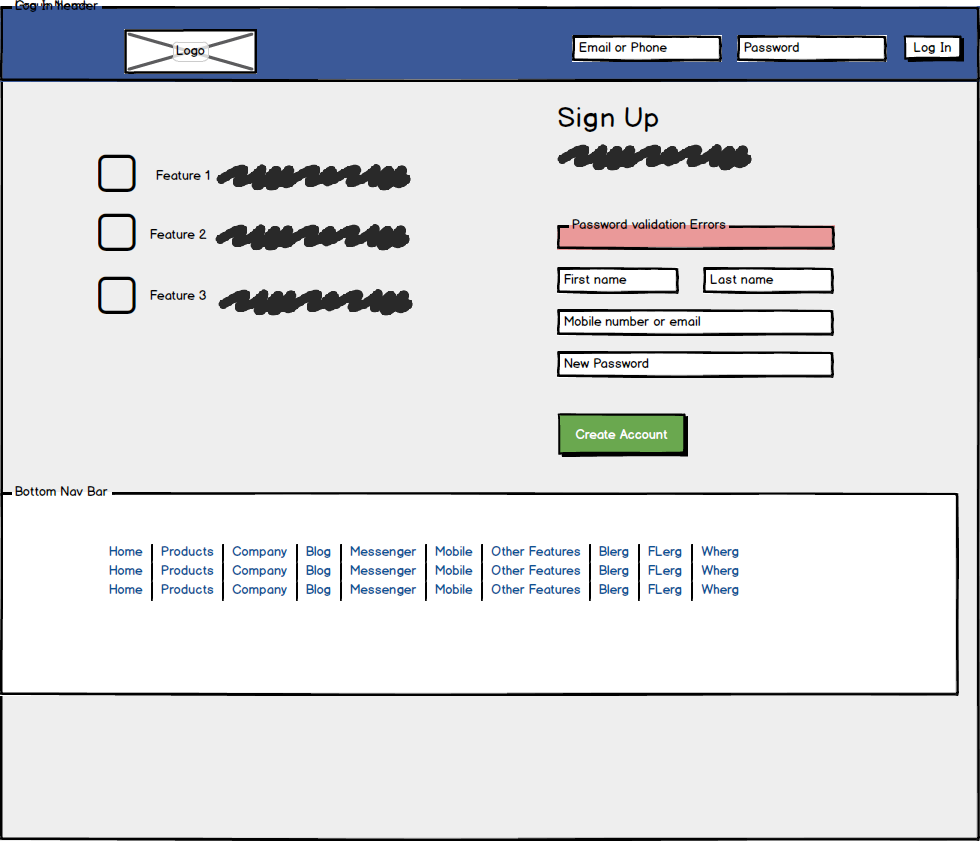 Log In Header
Logo
Email or Phone
Password
Log In
Sign Up
Feature 1
Feature 2
Feature 3
Password validation Errors
First name
Last name
Mobile number or email
New Password
Create Account
Bottom Nav Bar
Home Products Company Blog Messenger Mobile Other Features Blerg FLerg Wherg
Home Products Company Blog Messenger Mobile Other Features Blerg FLerg Wherg
Home Products Company Blog Messenger Mobile Other Features Blerg FLerg Wherg